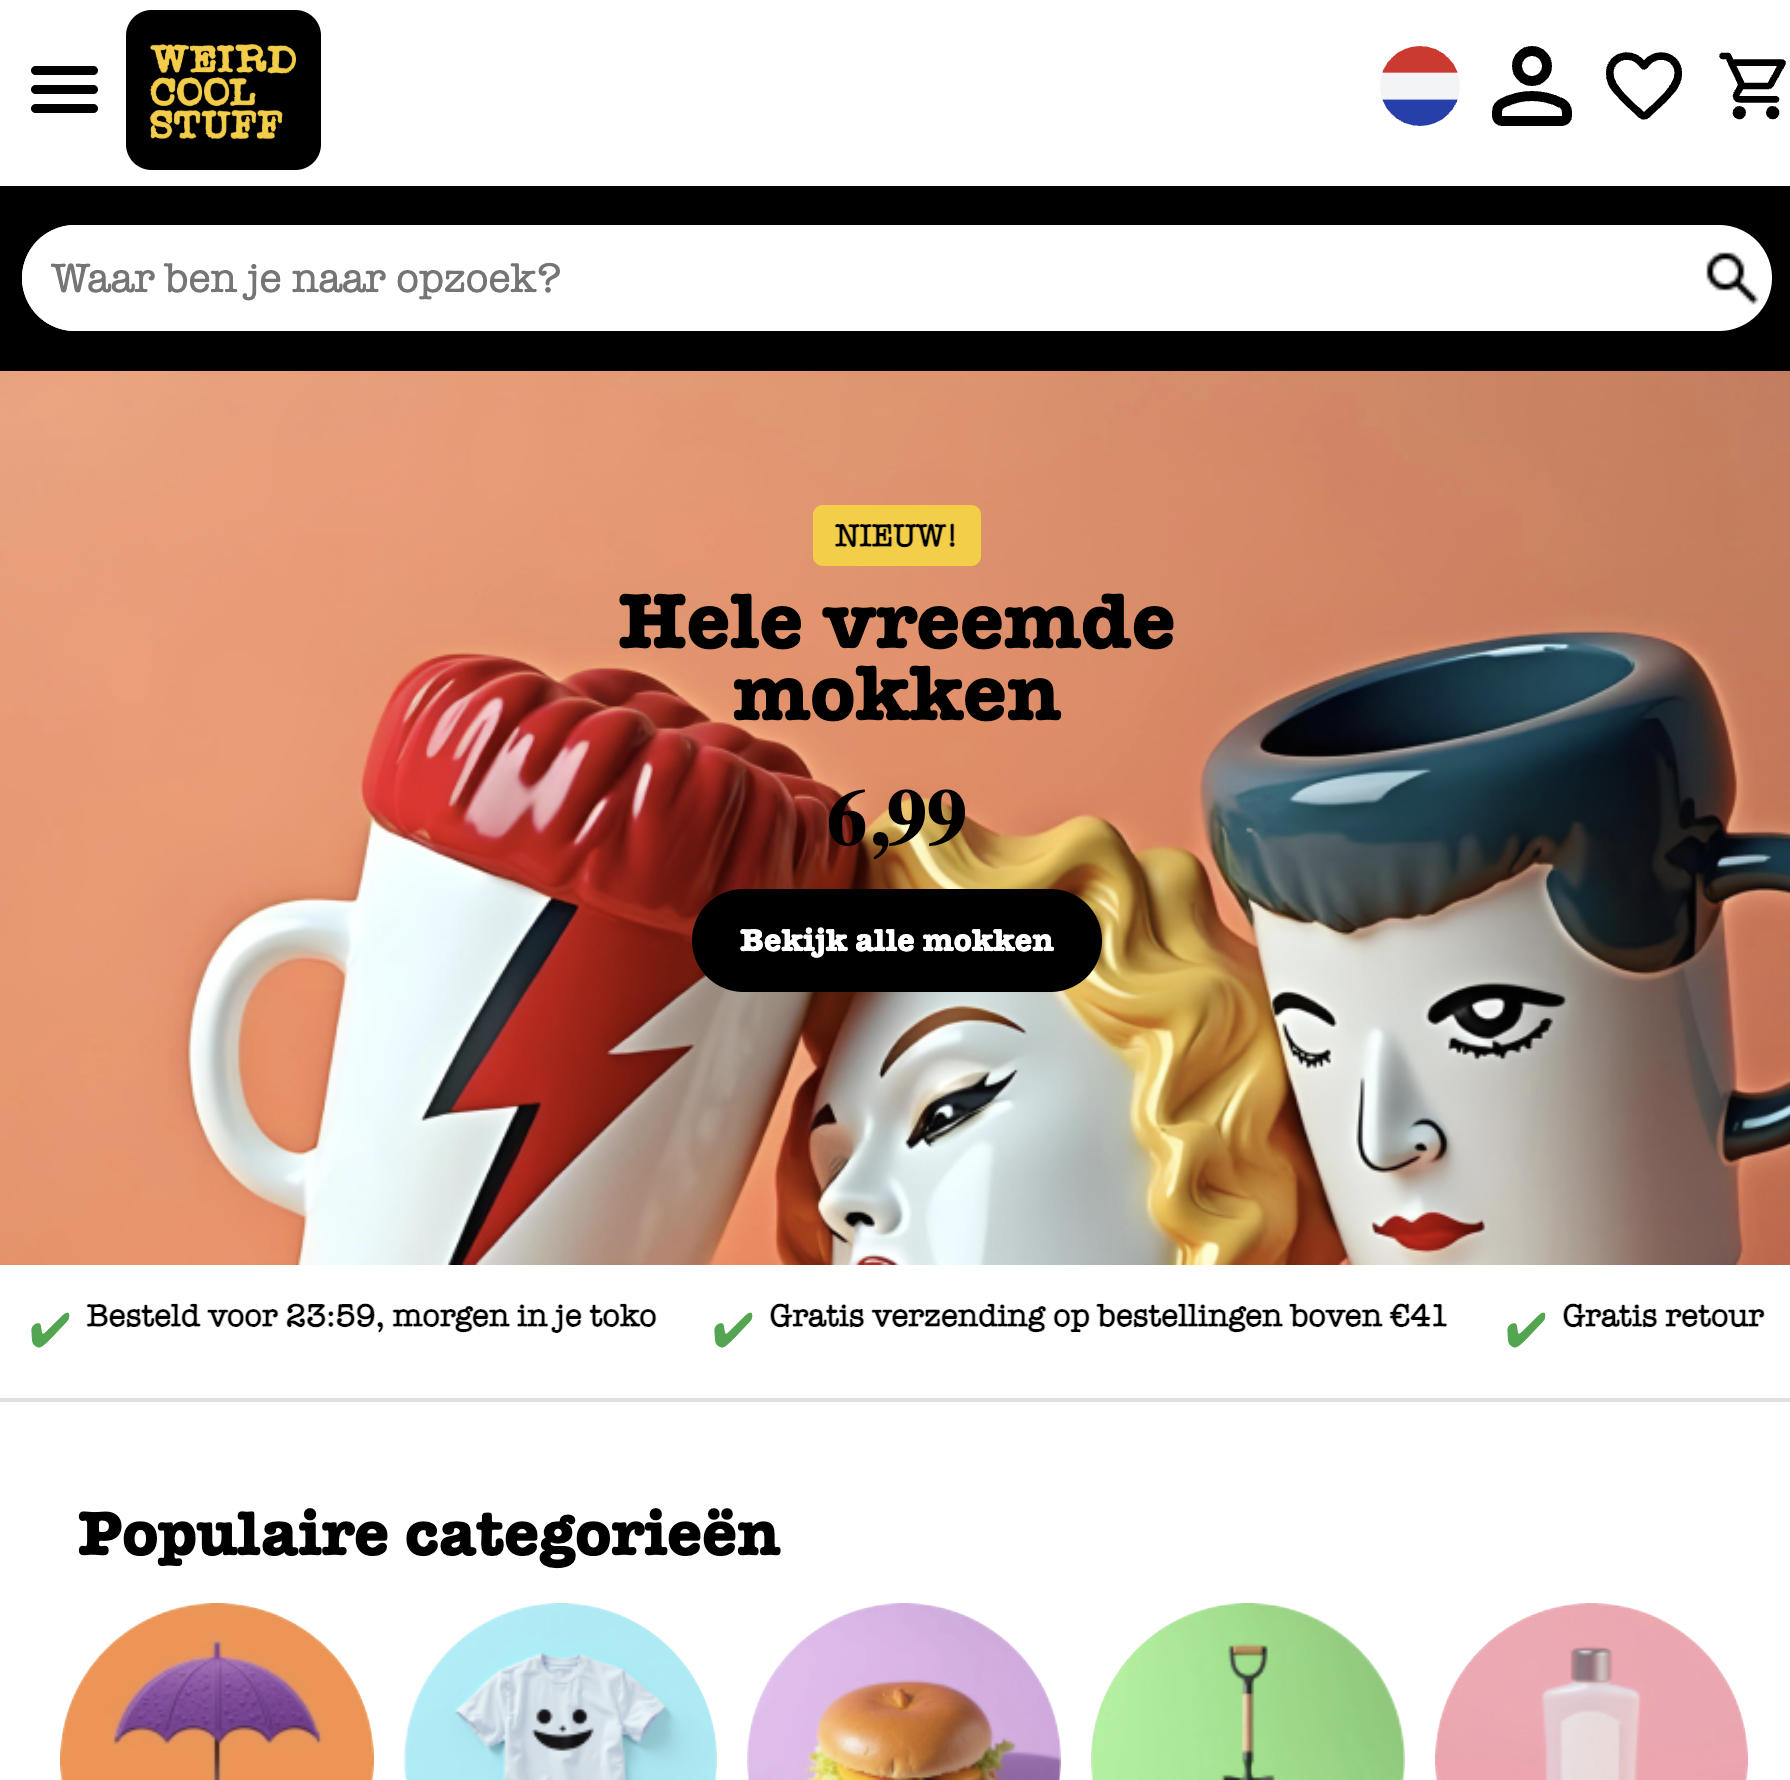 WEIRD
COOL
STUFF
Waar ben je naar opzoek?
NIEUW!
Hele vreemde
mokken
6,99
Bekijk alle mokken
✔ Besteld voor 23:59, morgen in je toko ✔ Gratis verzending op bestellingen boven €41 ✔ Gratis retour
Populaire categorieën